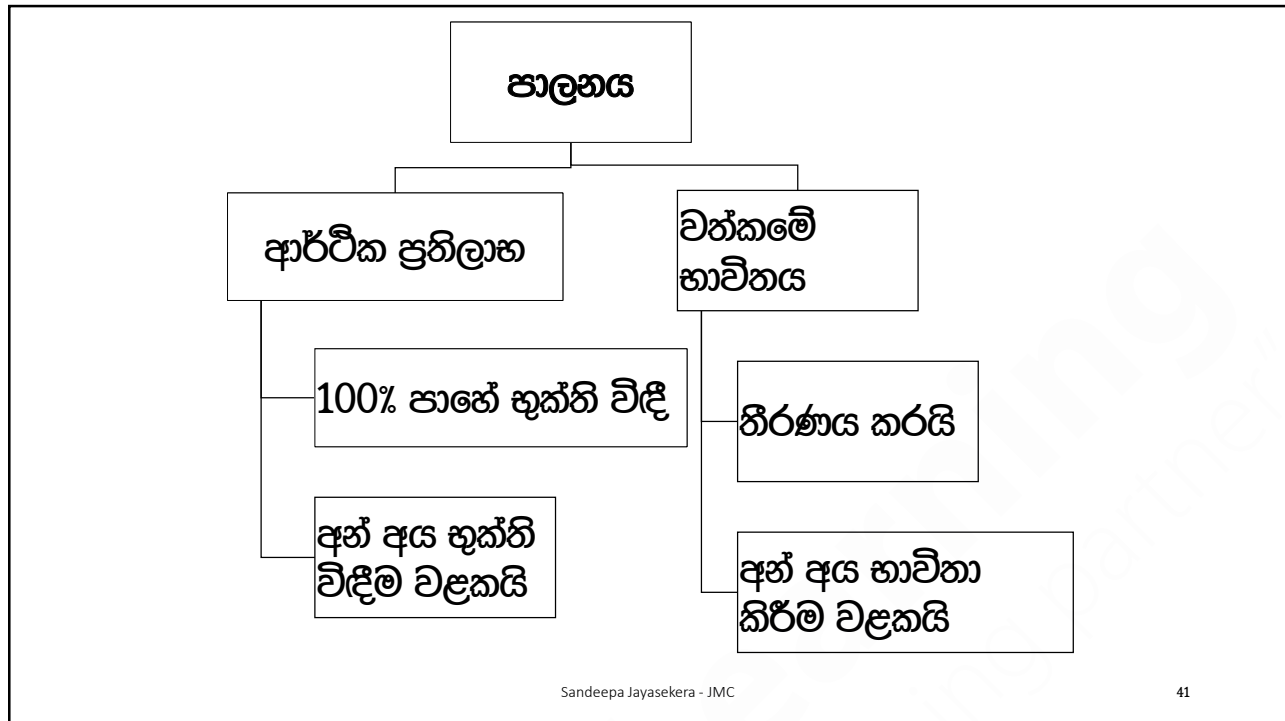 පාලනය
ආර්ථික ප්‍රතිලාභ
වත්කමේ
භාවිතය
100% පාහේ භුක්ති විඳී
තීරණය කරයි
අන් අය භුක්ති
විඳීම වළකයි
අන් අය භාවිතා
කිරීම වළකයි
Sandeepa Jayasekera - JMC
41